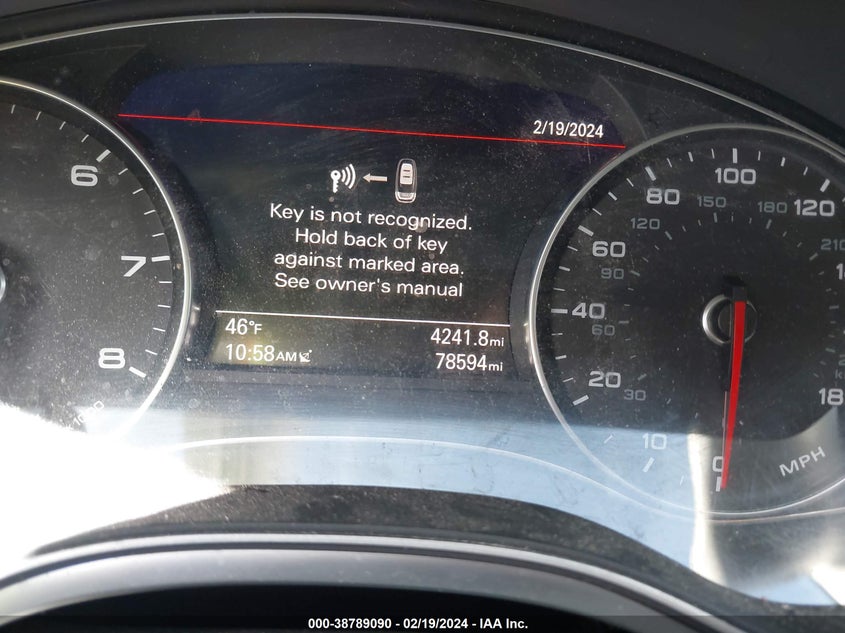 2/19/2024
Key is not recognized.
Hold back of key
against marked area.
See owner's manual
46°F
4241.8mi
10:58AM
78594mi
6
7
8
0
10
20
40
60
80
100
120
30
60
90
120
150
180
MPH
000-38789090 - 02/19/2024 - IAA Inc.